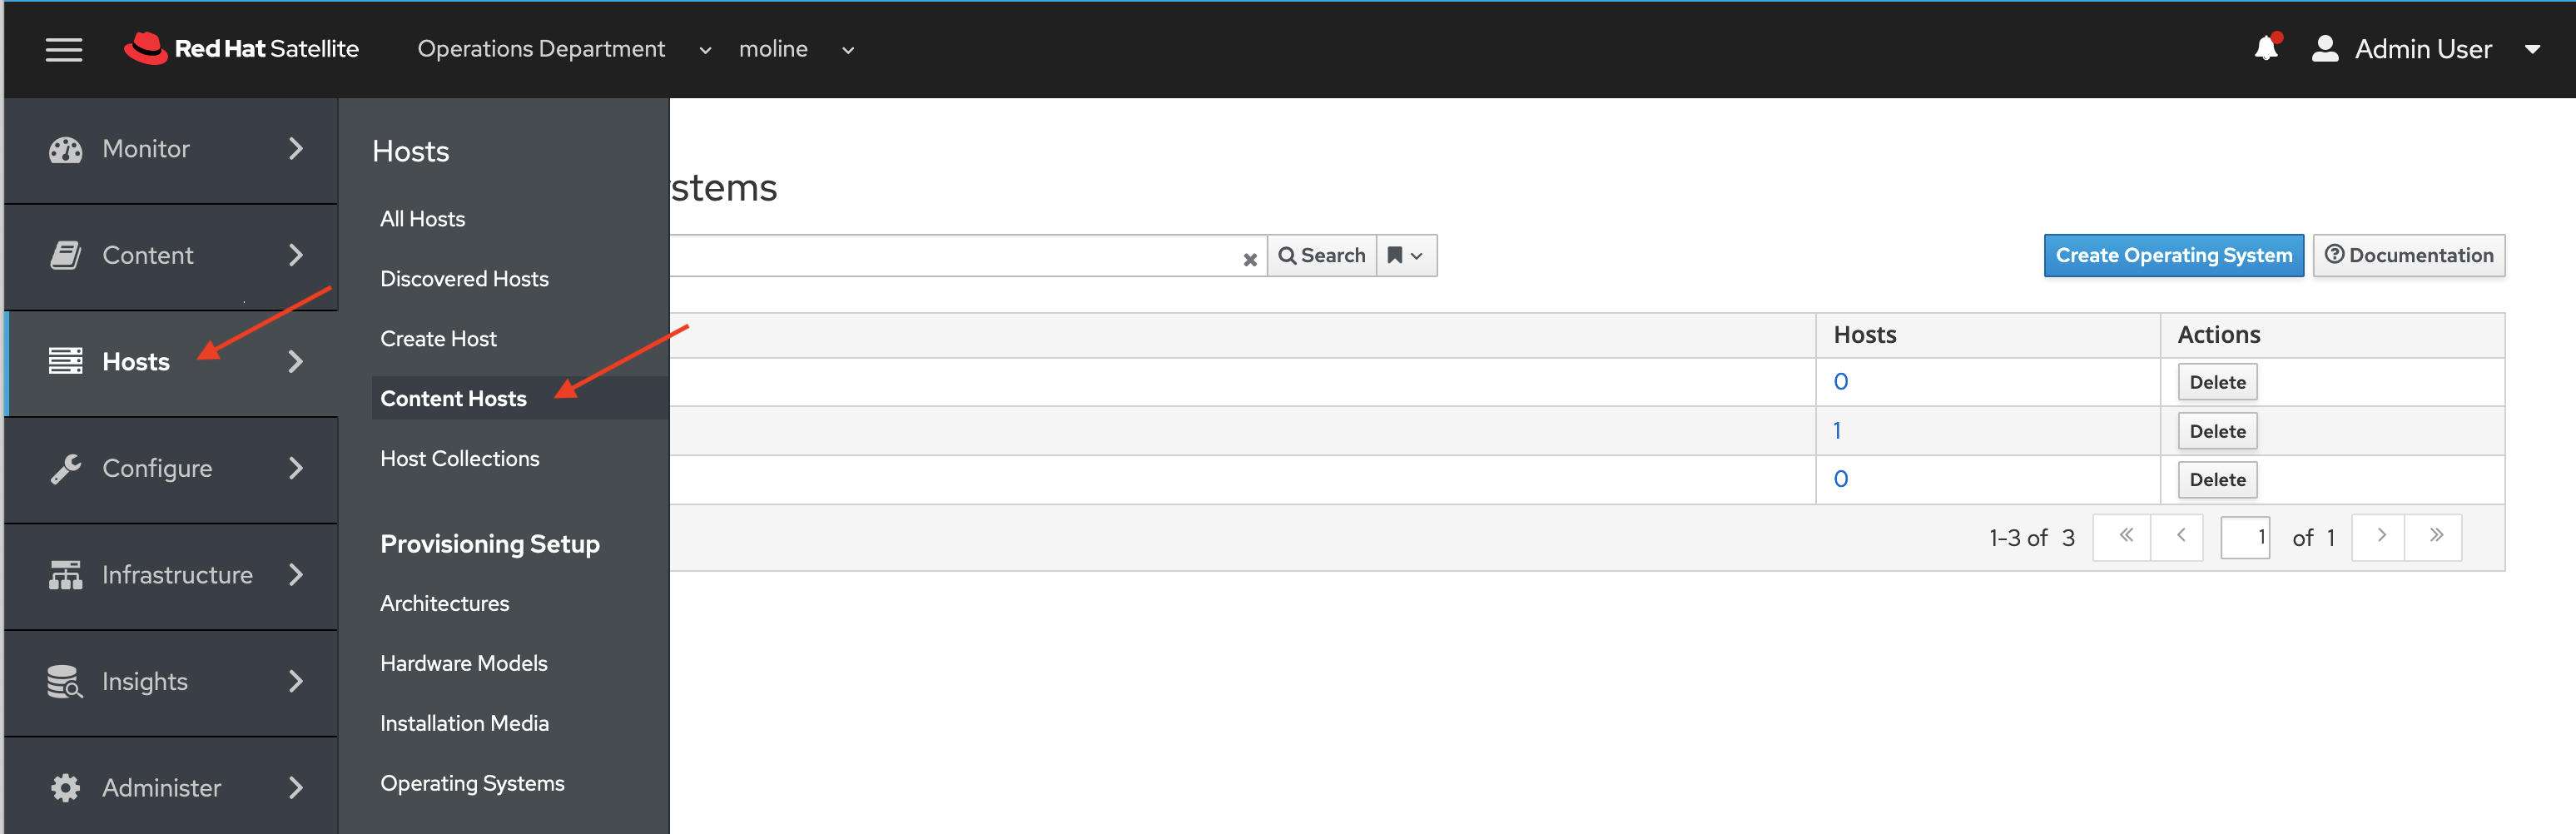 Red Hat Satellite
Operations Department
moline
Admin User
Monitor
Content
Hosts
Configure
Infrastructure
Insights
Administer
Hosts
All Hosts
Discovered Hosts
Create Host
Content Hosts
Host Collections
Provisioning Setup
Architectures
Hardware Models
Installation Media
Operating Systems
stems
Search
Create Operating System
Documentation
Hosts Actions
0 Delete
1 Delete
0 Delete
1-3 of 3 « < 1 of 1 > »